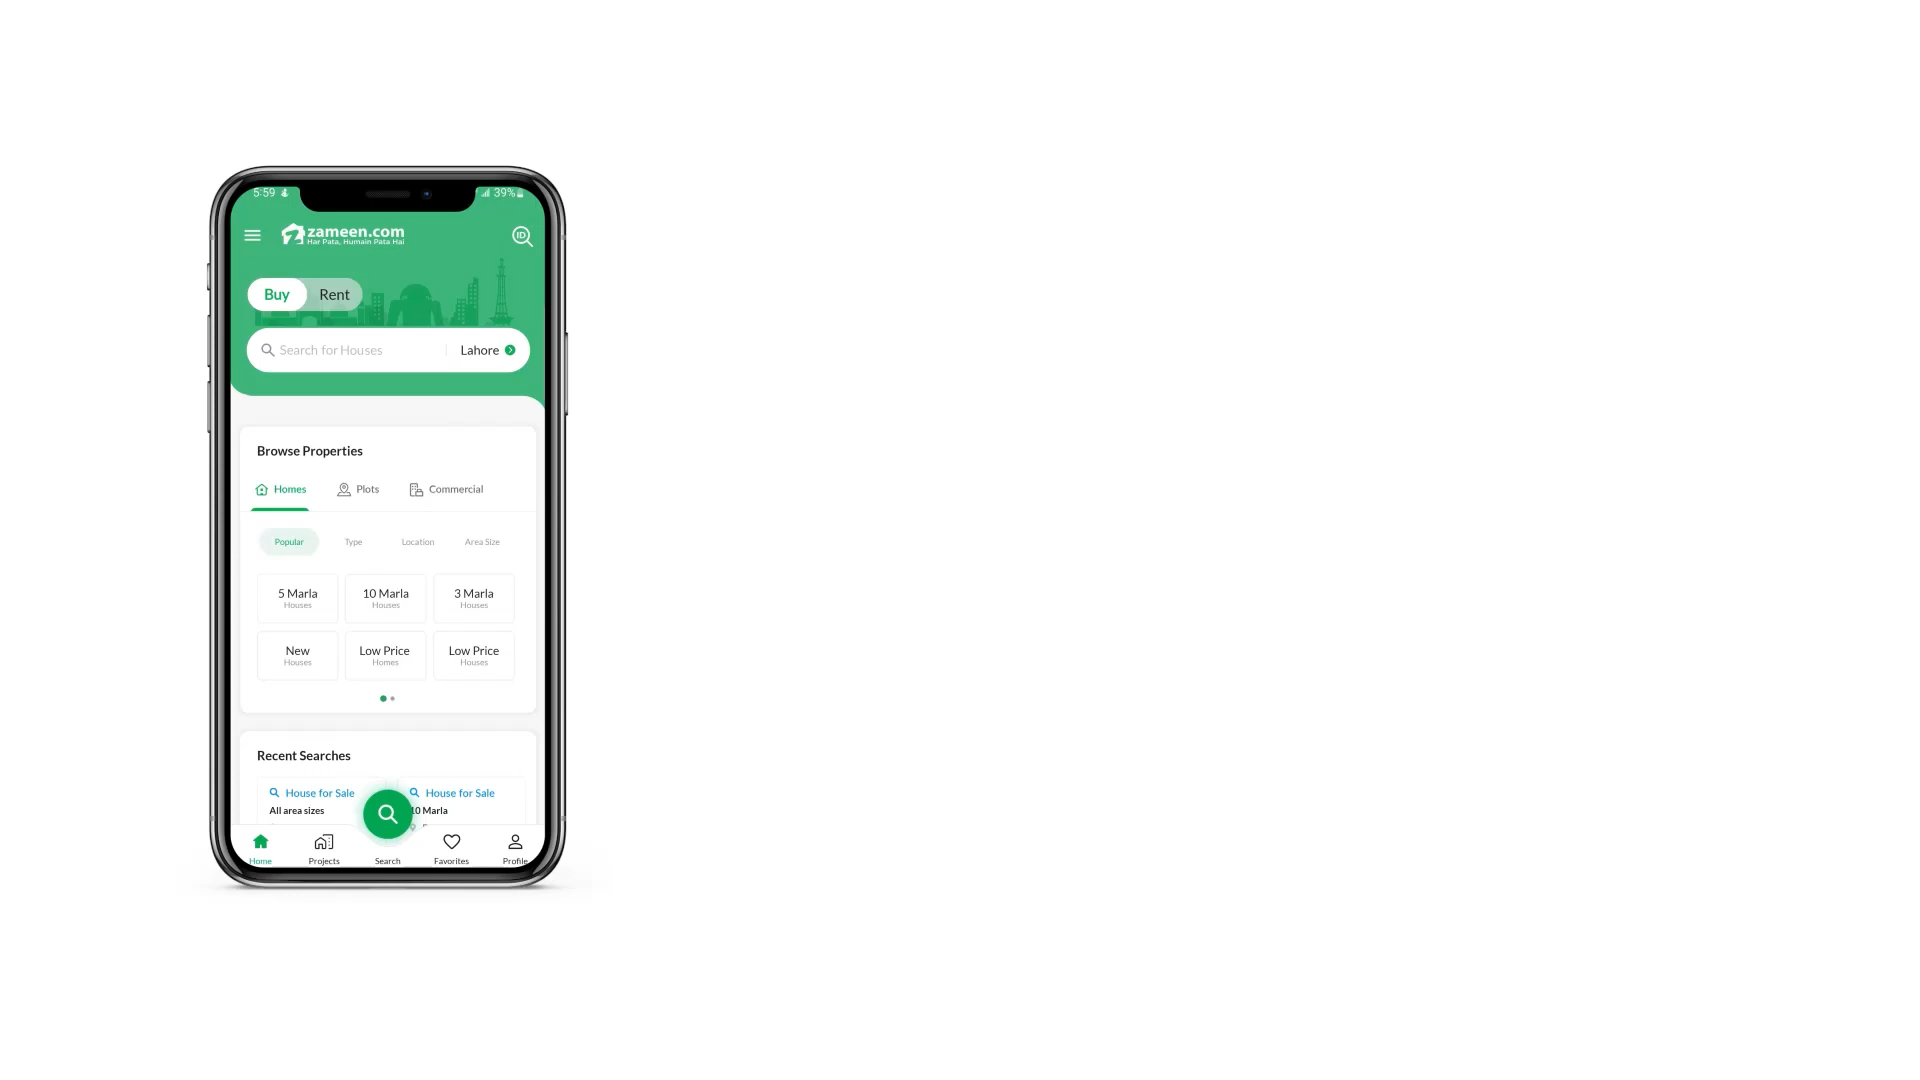 5:59
39%
zameen.com
Har Pata, Humain Pata Hai
ID
Buy Rent
Search for Houses
Lahore
Browse Properties
Homes Plots Commercial
Popular Type Location Area Size
5 Marla 10 Marla 3 Marla
Houses Houses Houses
New Low Price Low Price
Houses Homes Houses
Recent Searches
House for Sale House for Sale
All area sizes 10 Marla
Home Projects Search Favorites Profile